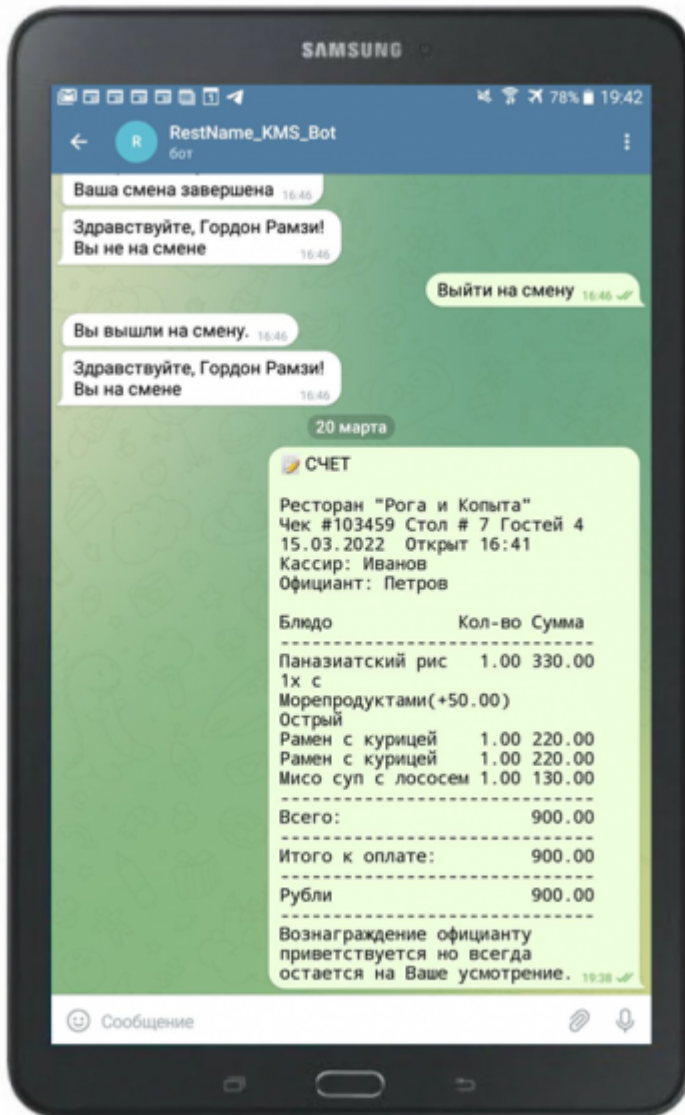 SAMSUNG
78% 19:42
R
RestName_KMS_Bot
бот
Ваша смена завершена 16:46
Здравствуйте, Гордон Рамзи!
Вы не на смене
16:46
Выйти на смену 16:46
Вы вышли на смену. 16:46
Здравствуйте, Гордон Рамзи!
Вы на смене
16:46
20 марта
СЧЕТ
Ресторан "Рога и Копыта"
Чек #103459 Стол # 7 Гостей 4
15.03.2022 Открыт 16:41
Кассир: Иванов
Официант: Петров
Блюдо Кол-во Сумма
--------------------------------
Паназиатский рис 1.00 330.00
1x с
Морепродуктами(+50.00)
Острый
Рамен с курицей 1.00 220.00
Рамен с курицей 1.00 220.00
Мисо суп с лососем 1.00 130.00
--------------------------------
Всего: 900.00
--------------------------------
Итого к оплате: 900.00
--------------------------------
Рубли 900.00
--------------------------------
Вознаграждение официанту
приветствуется но всегда
остается на Ваше усмотрение. 19:38
Сообщение